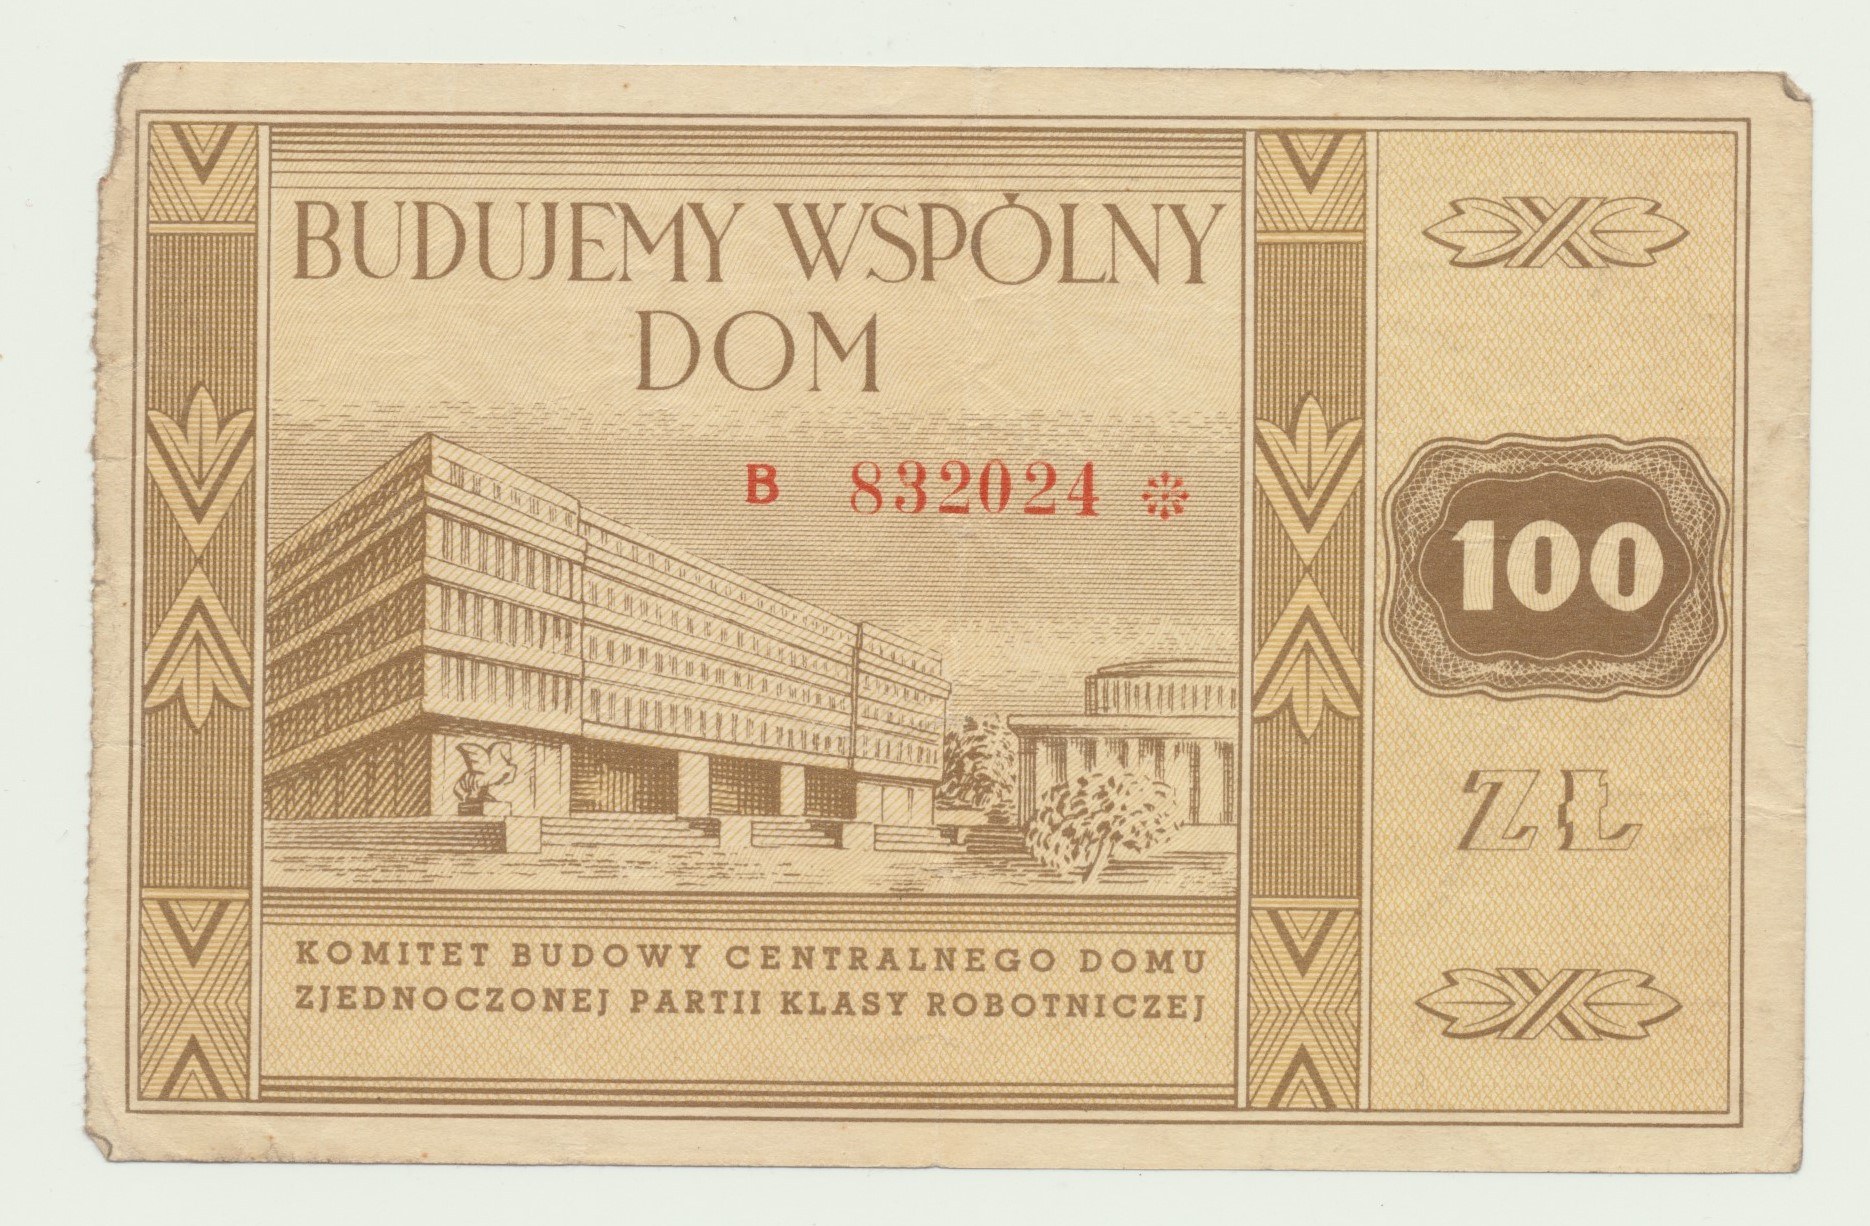 BUDUJEMY WSPÓLNY
DOM
B 832024 *
100
ZŁ
KOMITET BUDOWY CENTRALNEGO DOMU
ZJEDNOCZONEJ PARTII KLASY ROBOTNICZEJ